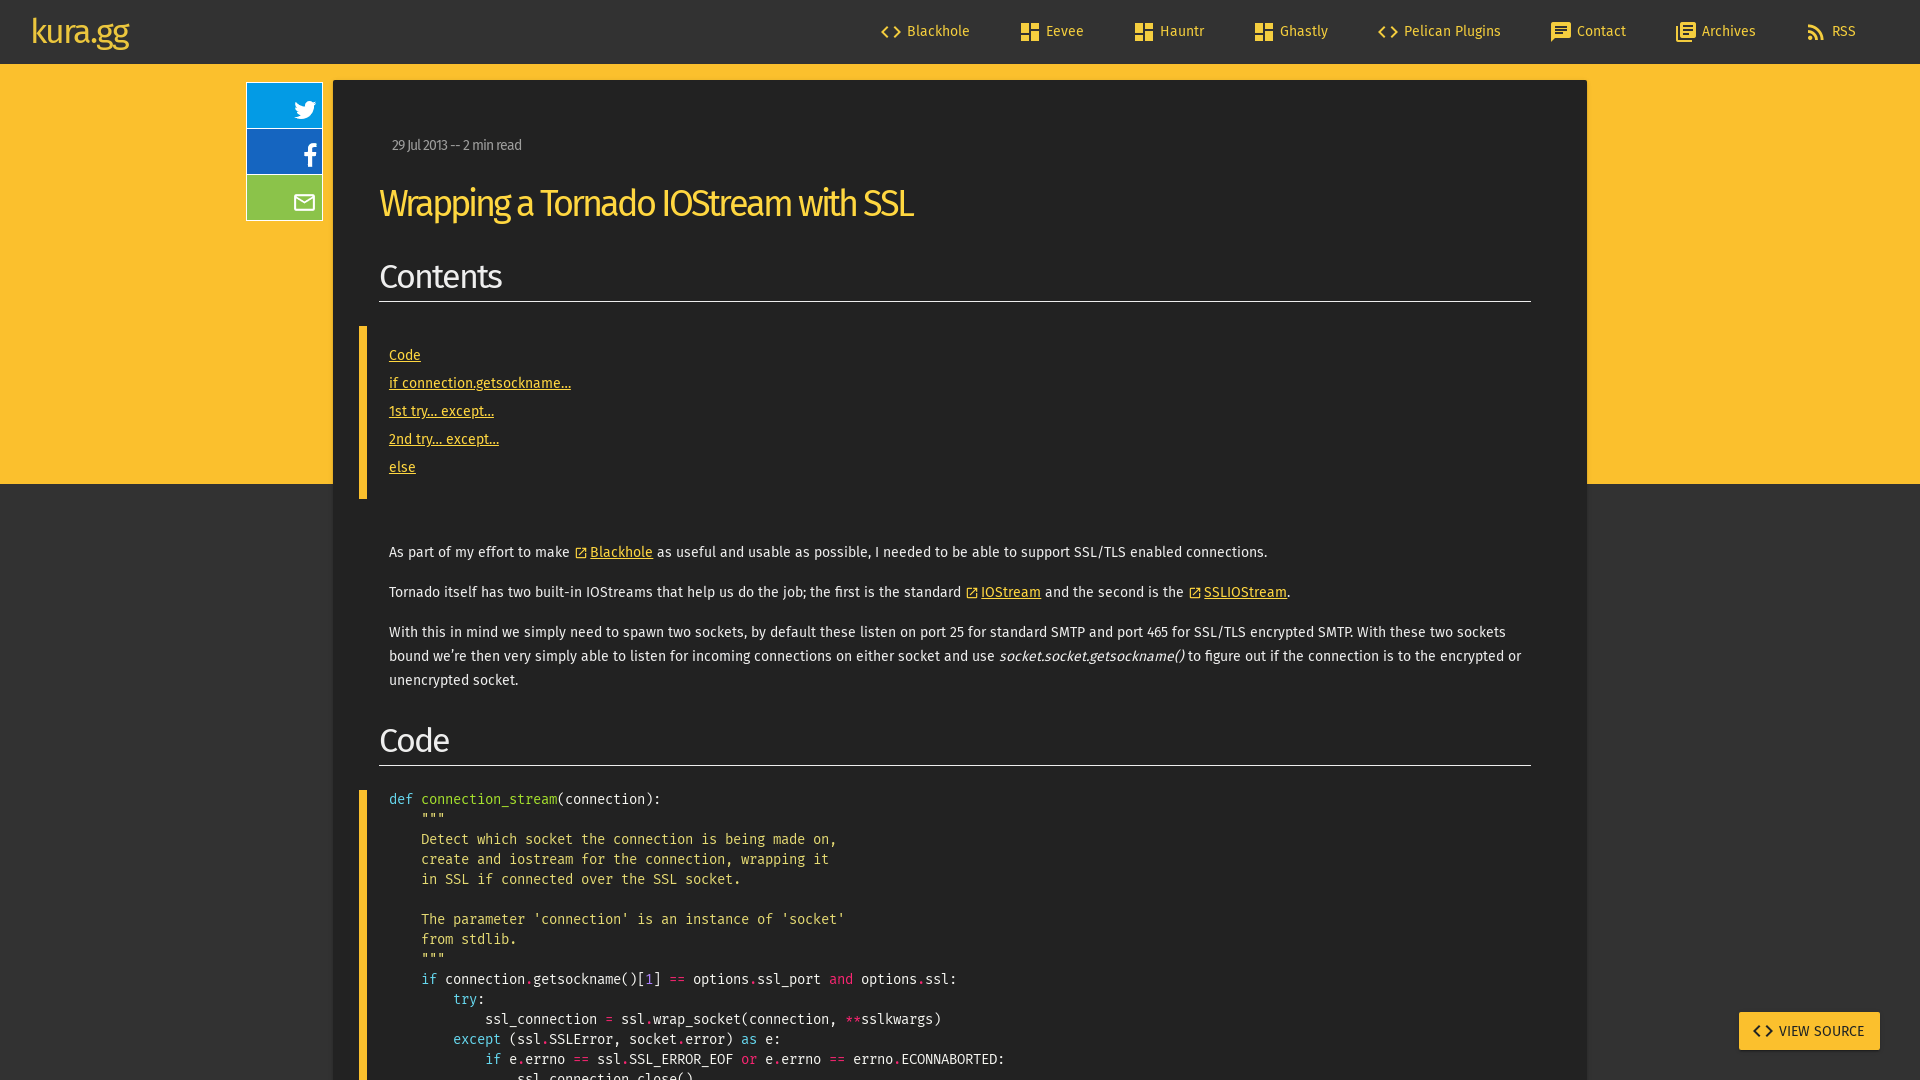 kura.gg
Blackhole
Eevee
Hauntr
Ghastly
Pelican Plugins
Contact
Archives
RSS
29 Jul 2013 -- 2 min read
Wrapping a Tornado IOStream with SSL
Contents
Code
if connection.getsockname…
1st try… except…
2nd try… except…
else
As part of my effort to make Blackhole as useful and usable as possible, I needed to be able to support SSL/TLS enabled connections.
Tornado itself has two built-in IOStreams that help us do the job; the first is the standard IOStream and the second is the SSLIOStream.
With this in mind we simply need to spawn two sockets, by default these listen on port 25 for standard SMTP and port 465 for SSL/TLS encrypted SMTP. With these two sockets
bound we’re then very simply able to listen for incoming connections on either socket and use socket.socket.getsockname() to figure out if the connection is to the encrypted or
unencrypted socket.
Code
def connection_stream(connection):
    """
    Detect which socket the connection is being made on,
    create and iostream for the connection, wrapping it
    in SSL if connected over the SSL socket.
    The parameter 'connection' is an instance of 'socket'
    from stdlib.
    """
    if connection.getsockname()[1] == options.ssl_port and options.ssl:
        try:
            ssl_connection = ssl.wrap_socket(connection, **sslkwargs)
        except (ssl.SSLError, socket.error) as e:
            if e.errno == ssl.SSL_ERROR_EOF or e.errno == errno.ECONNABORTED:
                ssl_connection.close()
VIEW SOURCE